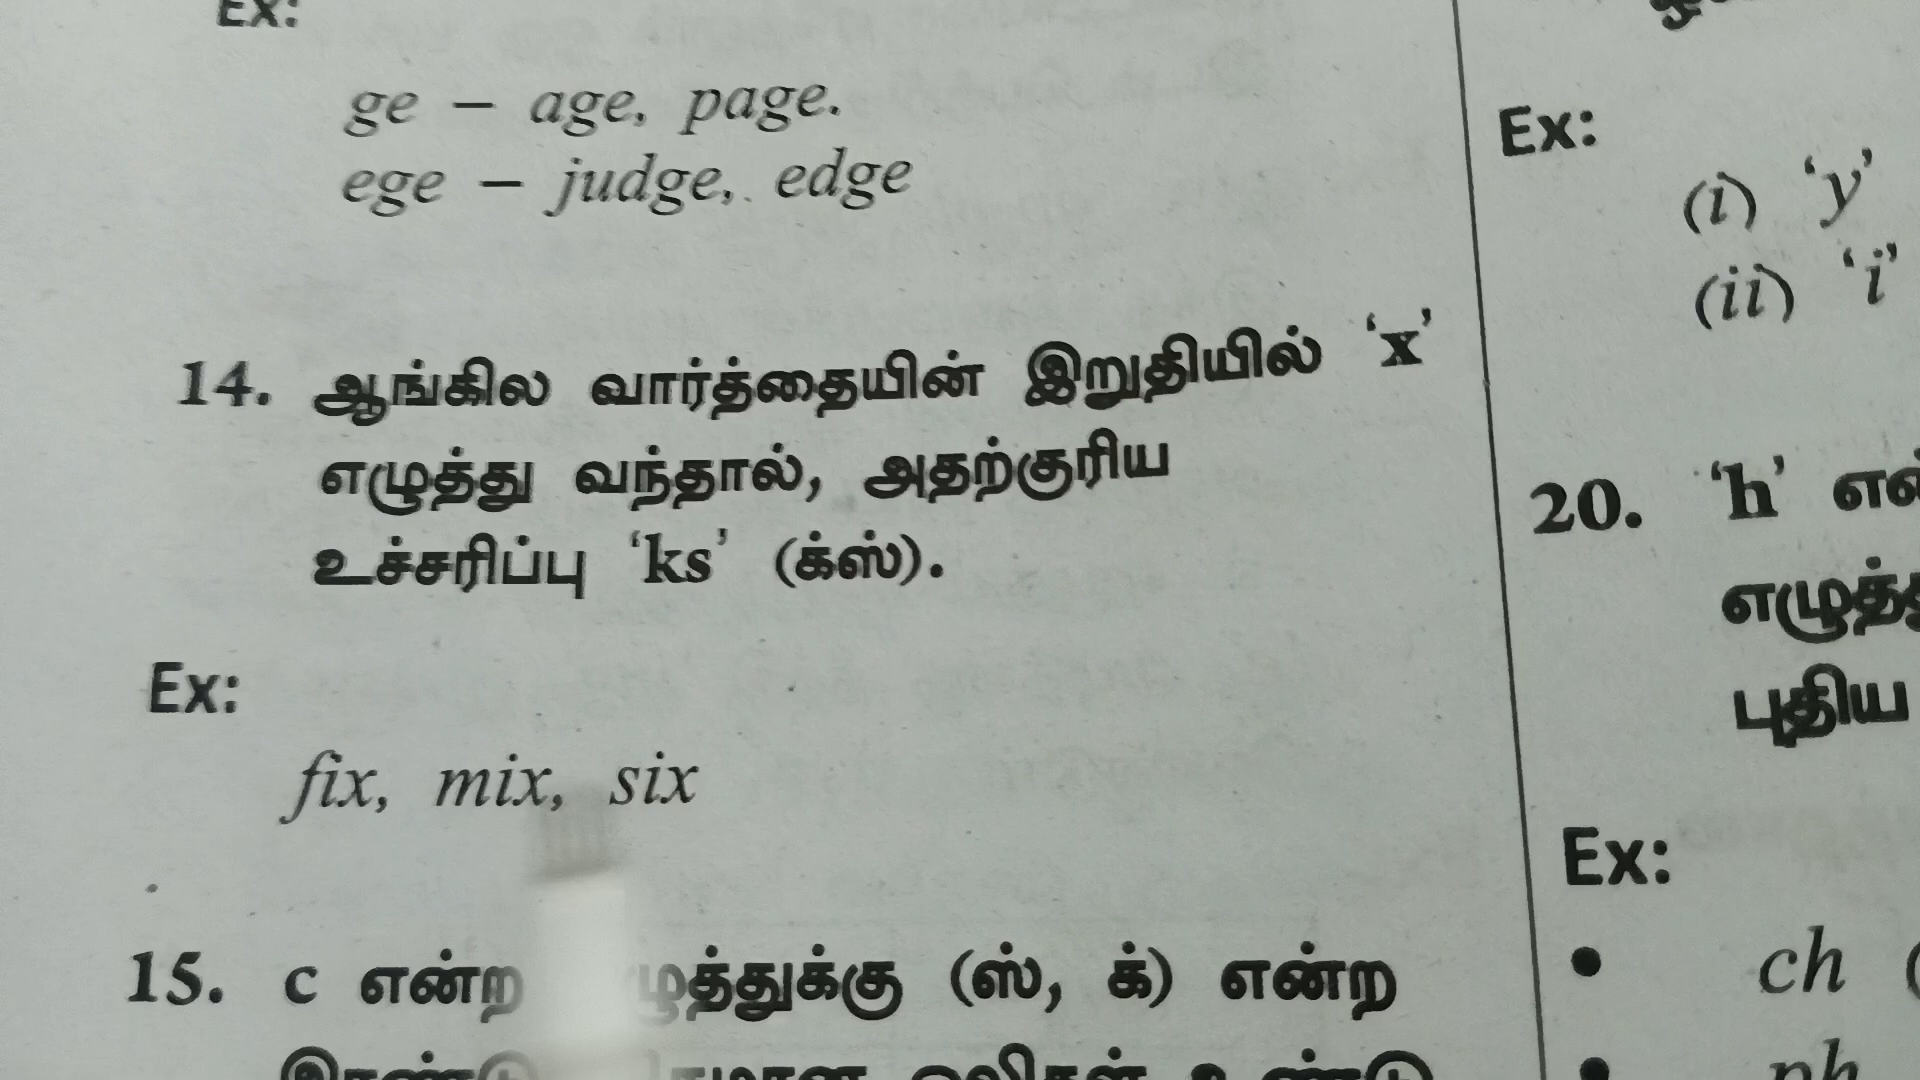 Ex:
ge – age, page.
ege – judge, edge
14. ஆங்கில வார்த்தையின் இறுதியில் ‘x’
எழுத்து வந்தால், அதற்குரிய
உச்சரிப்பு ‘ks’ (க்ஸ்).
Ex:
fix, mix, six
15. c என்ற ழுத்துக்கு (ஸ், க்) என்ற
Ex:
(i) ‘y’
(ii) ‘i’
20. ‘h’
புதிய
Ex:
• ch (
• ph